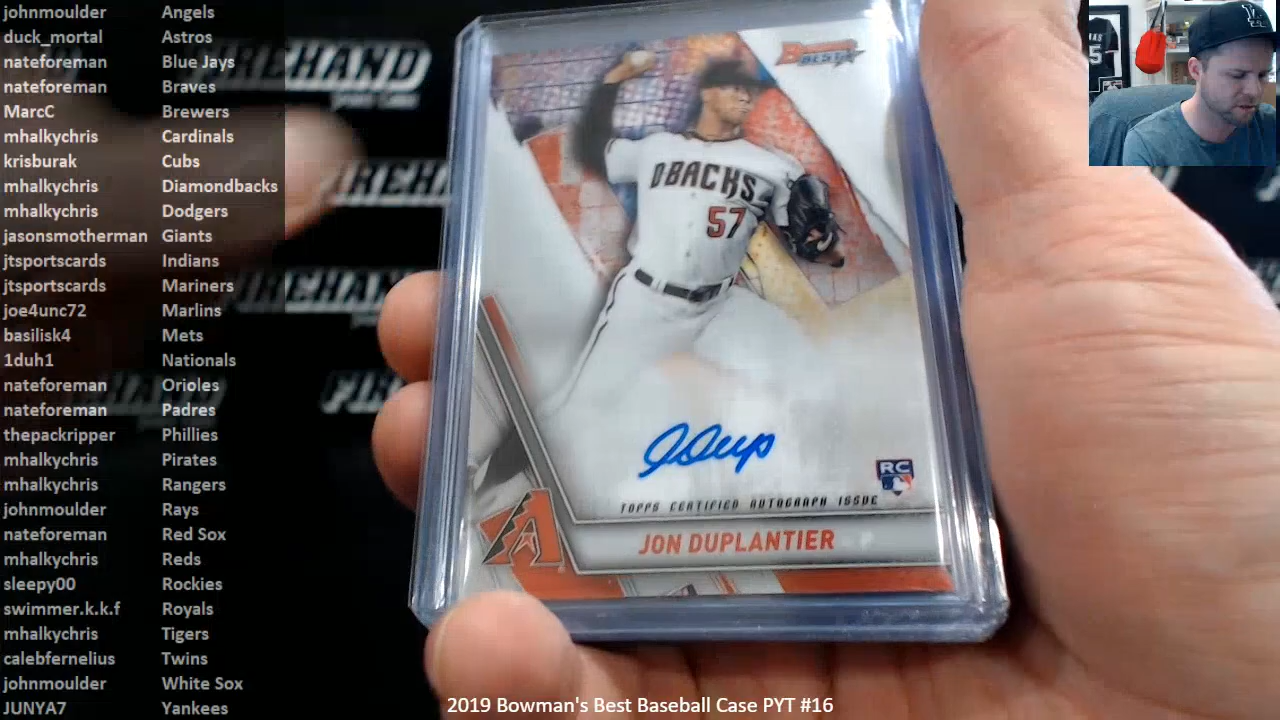 johnmoulder Angels
duck_mortal Astros
nateforeman Blue Jays
nateforeman Braves
MarcC Brewers
mhalkychris Cardinals
krisburak Cubs
mhalkychris Diamondbacks
mhalkychris Dodgers
jasonsmotherman Giants
jtsportscards Indians
jtsportscards Mariners
joe4unc72 Marlins
basilisk4 Mets
1duh1 Nationals
nateforeman Orioles
nateforeman Padres
thepackripper Phillies
mhalkychris Pirates
mhalkychris Rangers
johnmoulder Rays
nateforeman Red Sox
mhalkychris Reds
sleepy00 Rockies
swimmer.k.k.f Royals
mhalkychris Tigers
calebfernelius Twins
johnmoulder White Sox
JUNYA7 Yankees
FIREHAND
Bowman's
BEST
DBACKS
57
RC
TOPPS CERTIFIED AUTOGRAPH ISSUE
JON DUPLANTIER
2019 Bowman's Best Baseball Case PYT #16